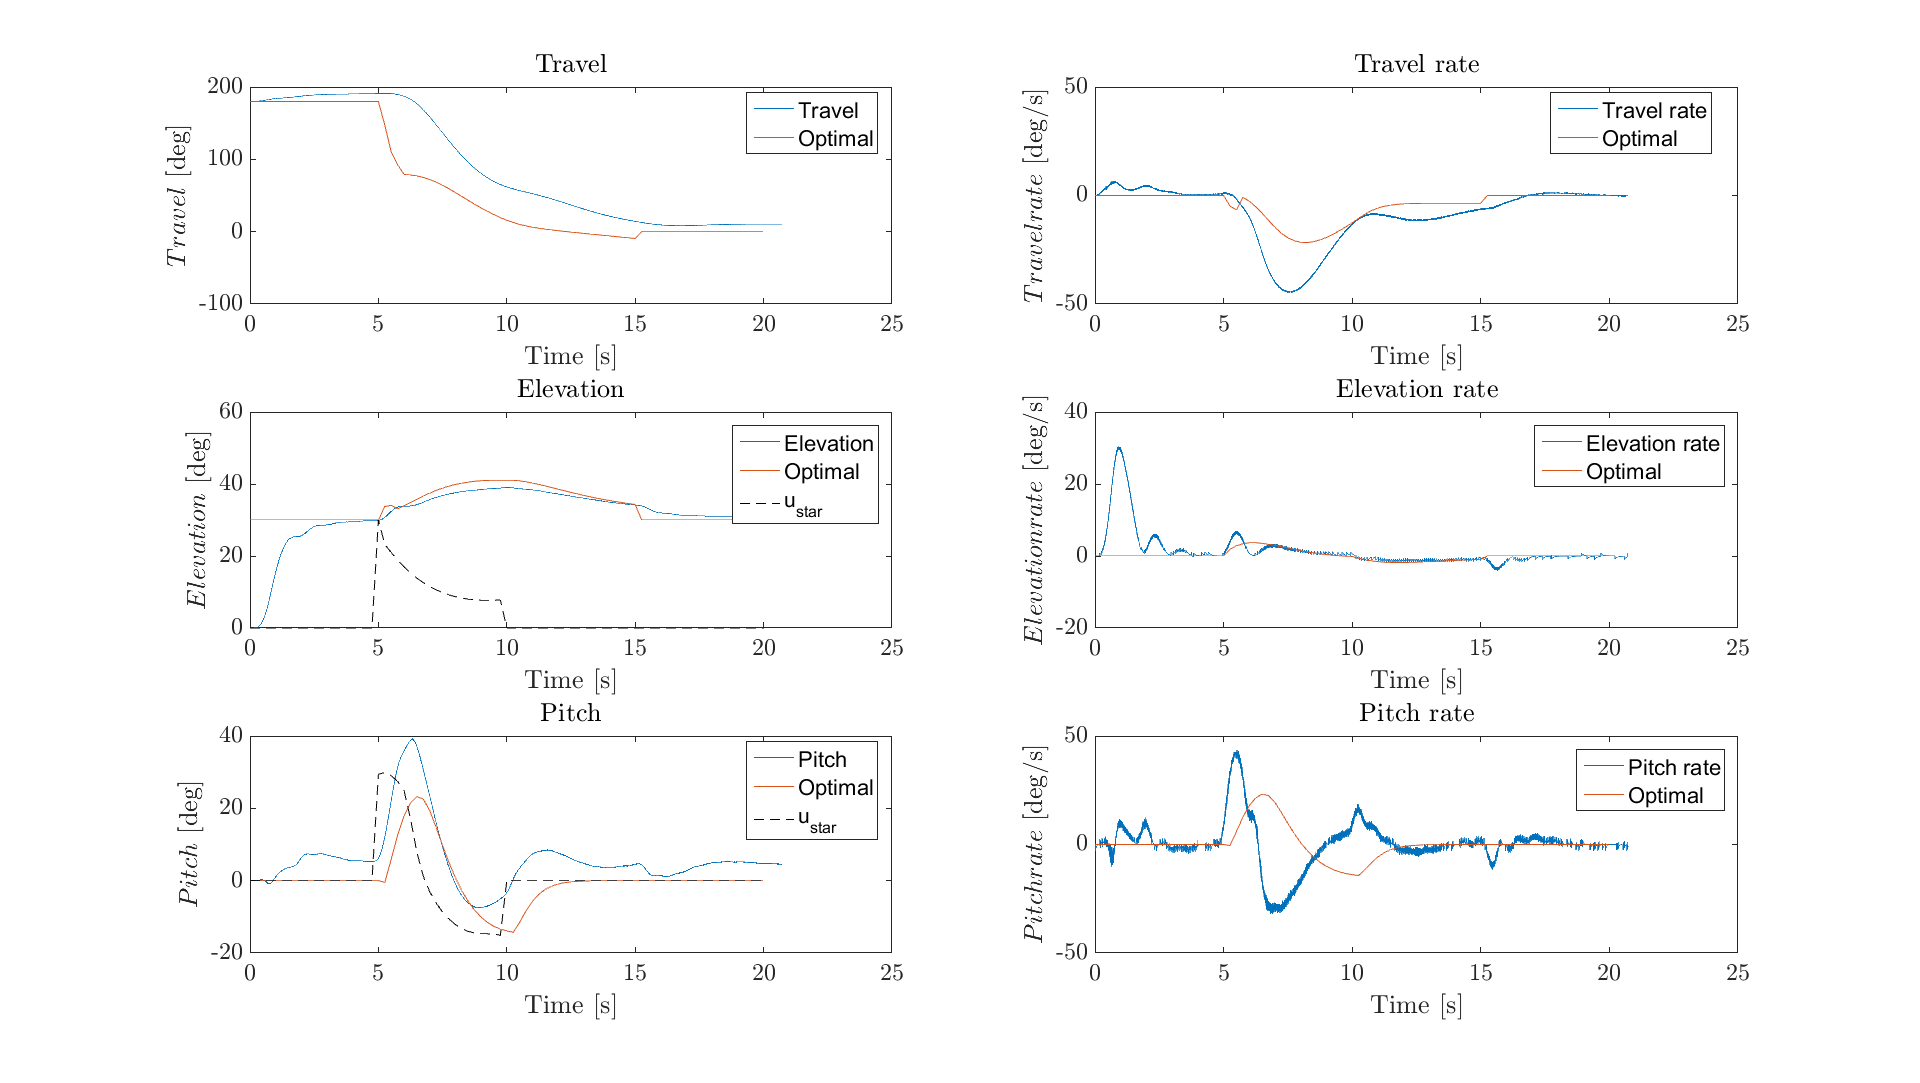 Travel
200
100
0
-100
Travel [deg]
Travel
Optimal
0 5 10 15 20 25
Time [s]
Travel rate
50
0
-50
Travelrate [deg/s]
Travel rate
Optimal
0 5 10 15 20 25
Time [s]
Elevation
60
40
20
0
Elevation [deg]
Elevation
Optimal
u_star
0 5 10 15 20 25
Time [s]
Elevation rate
40
20
0
-20
Elevationrate [deg/s]
Elevation rate
Optimal
0 5 10 15 20 25
Time [s]
Pitch
40
20
0
-20
Pitch [deg]
Pitch
Optimal
u_star
0 5 10 15 20 25
Time [s]
Pitch rate
50
0
-50
Pitchrate [deg/s]
Pitch rate
Optimal
0 5 10 15 20 25
Time [s]